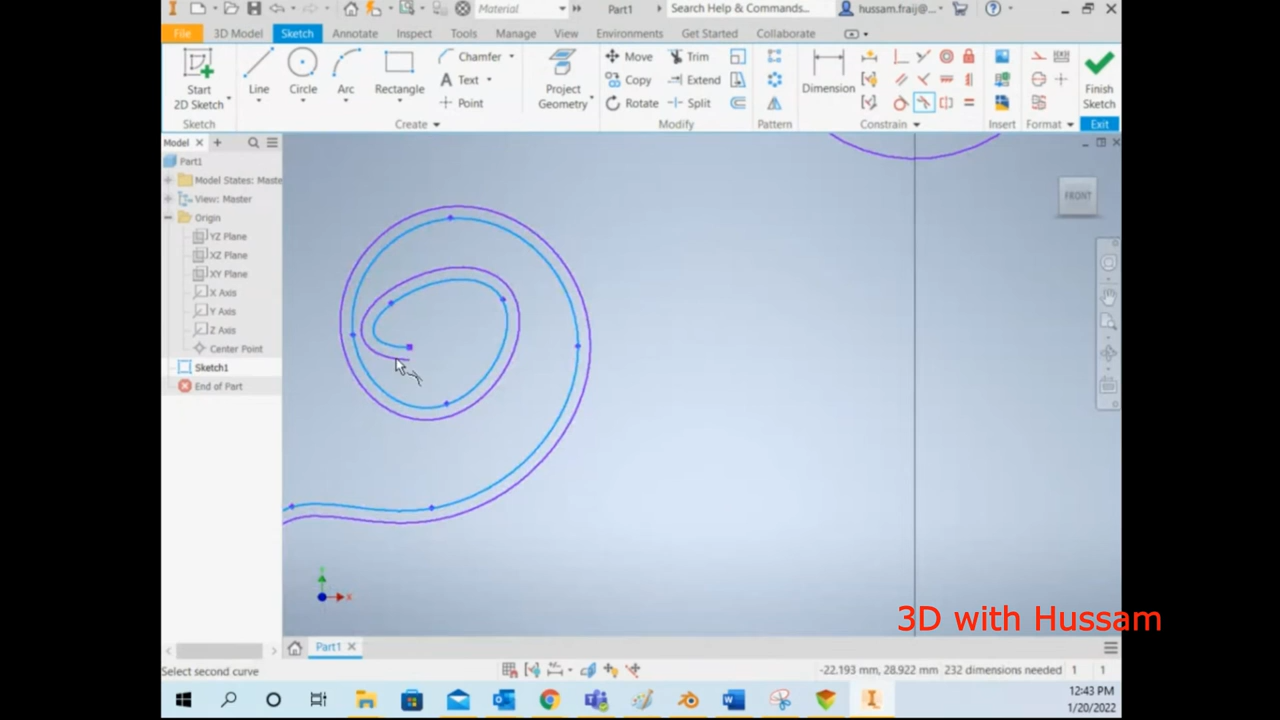 Material
Part1
Search Help & Commands...
hussam.fraij@...
File
3D Model
Sketch
Annotate
Inspect
Tools
Manage
View
Environments
Get Started
Collaborate
Start
2D Sketch
Line
Circle
Arc
Rectangle
Chamfer
Text
Point
Project
Geometry
Move
Copy
Rotate
Trim
Extend
Split
Dimension
Finish
Sketch
Sketch
Create
Modify
Pattern
Constrain
Insert
Format
Exit
Model
Part1
Model States: Maste
View: Master
Origin
YZ Plane
XZ Plane
XY Plane
X Axis
Y Axis
Z Axis
Center Point
Sketch1
End of Part
FRONT
Y
X
3D with Hussam
Part1
Select second curve
-22.193 mm, 28.922 mm
232 dimensions needed
1
1
12:43 PM
1/20/2022